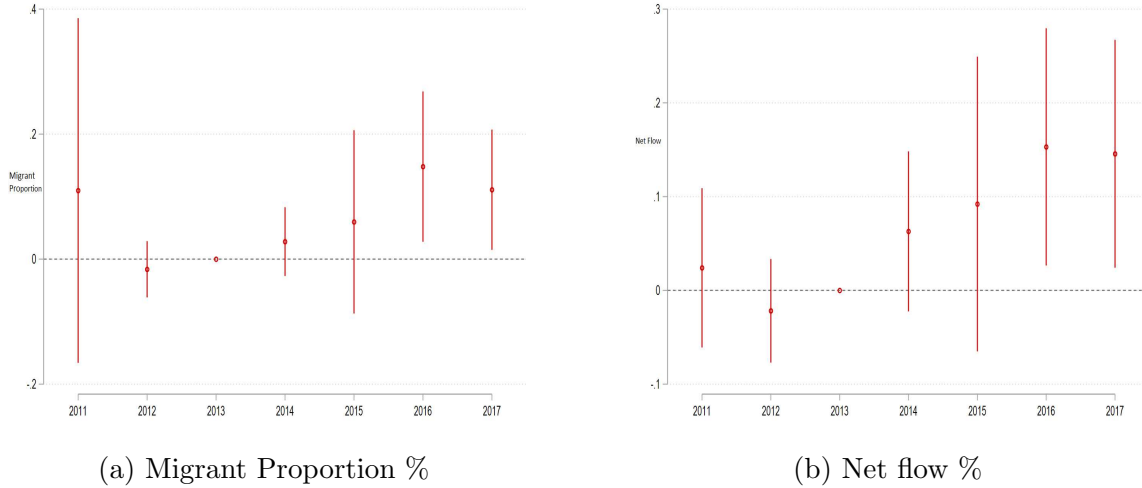 .4
.2
0
-.2
Migrant
Proportion
2011 2012 2013 2014 2015 2016 2017
(a) Migrant Proportion %
.3
.2
.1
0
-.1
Net Flow
2011 2012 2013 2014 2015 2016 2017
(b) Net flow %